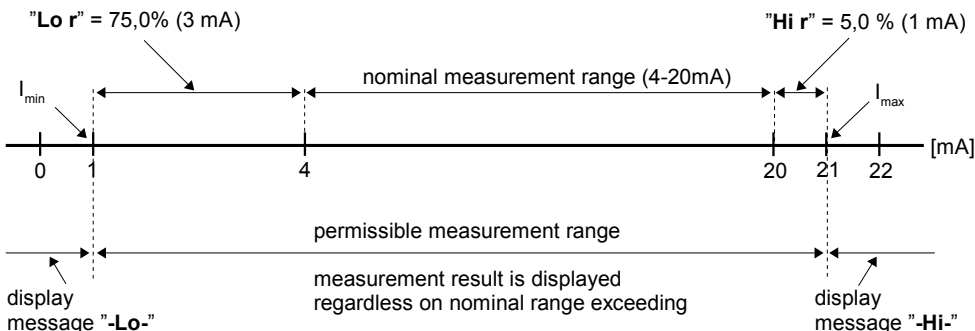 "Lo r" = 75,0% (3 mA)
"Hi r" = 5,0 % (1 mA)
nominal measurement range (4-20mA)
Imin
Imax
[mA]
0 1 4 20 21 22
permissible measurement range
measurement result is displayed
regardless on nominal range exceeding
display
message "-Lo-"
display
message "-Hi-"